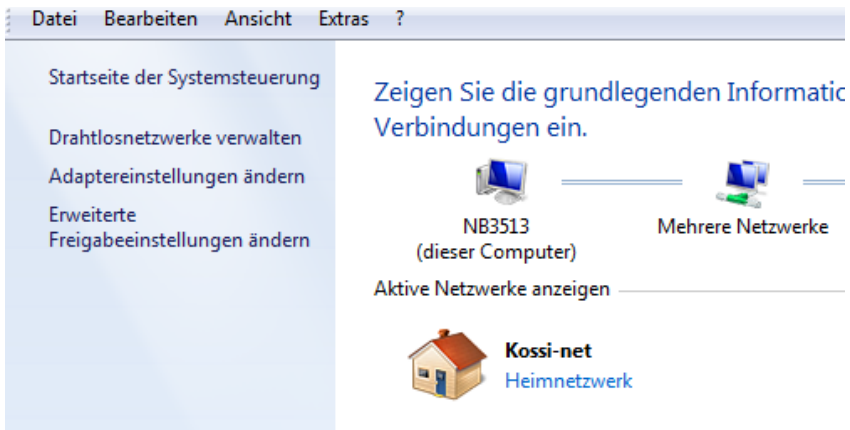 Datei Bearbeiten Ansicht Extras ?
Startseite der Systemsteuerung
Drahtlosnetzwerke verwalten
Adaptereinstellungen ändern
Erweiterte
Freigabeeinstellungen ändern
Zeigen Sie die grundlegenden Informatio
Verbindungen ein.
NB3513
(dieser Computer)
Mehrere Netzwerke
Aktive Netzwerke anzeigen
Kossi-net
Heimnetzwerk